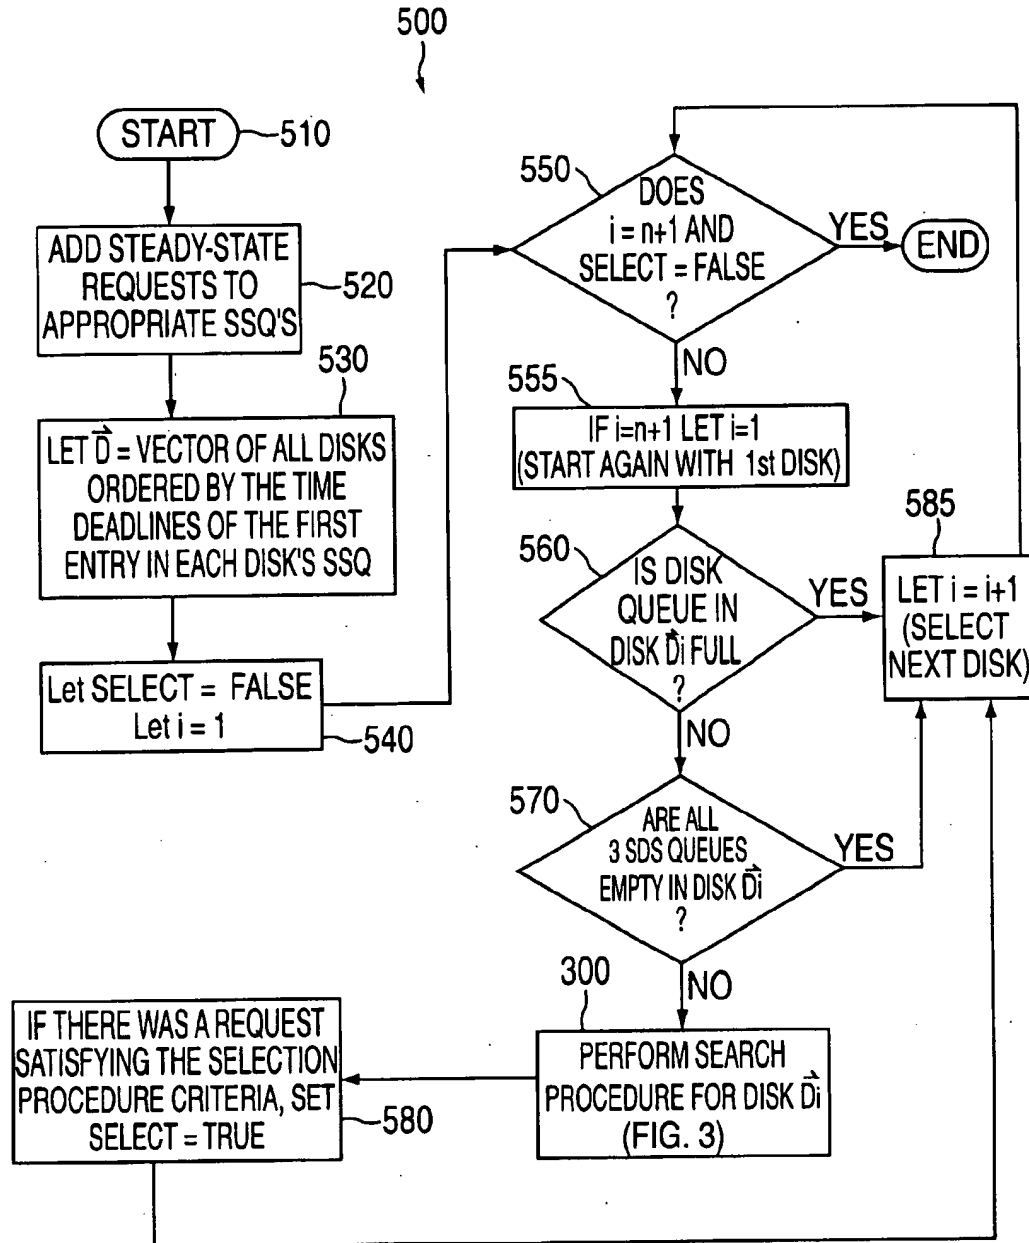 500
START
510
ADD STEADY-STATE
REQUESTS TO
APPROPRIATE SSQ'S
520
530
LET D⃗ = VECTOR OF ALL DISKS
ORDERED BY THE TIME
DEADLINES OF THE FIRST
ENTRY IN EACH DISK'S SSQ
Let SELECT = FALSE
Let i = 1
540
550
DOES
i = n+1 AND
SELECT = FALSE
?
YES
END
NO
555
IF i=n+1 LET i=1
(START AGAIN WITH 1st DISK)
560
IS DISK
QUEUE IN
DISK D⃗i FULL
?
YES
585
LET i = i+1
(SELECT
NEXT DISK)
NO
570
ARE ALL
3 SDS QUEUES
EMPTY IN DISK D⃗i
?
YES
NO
300
PERFORM SEARCH
PROCEDURE FOR DISK D⃗i
(FIG. 3)
IF THERE WAS A REQUEST
SATISFYING THE SELECTION
PROCEDURE CRITERIA, SET
SELECT = TRUE
580